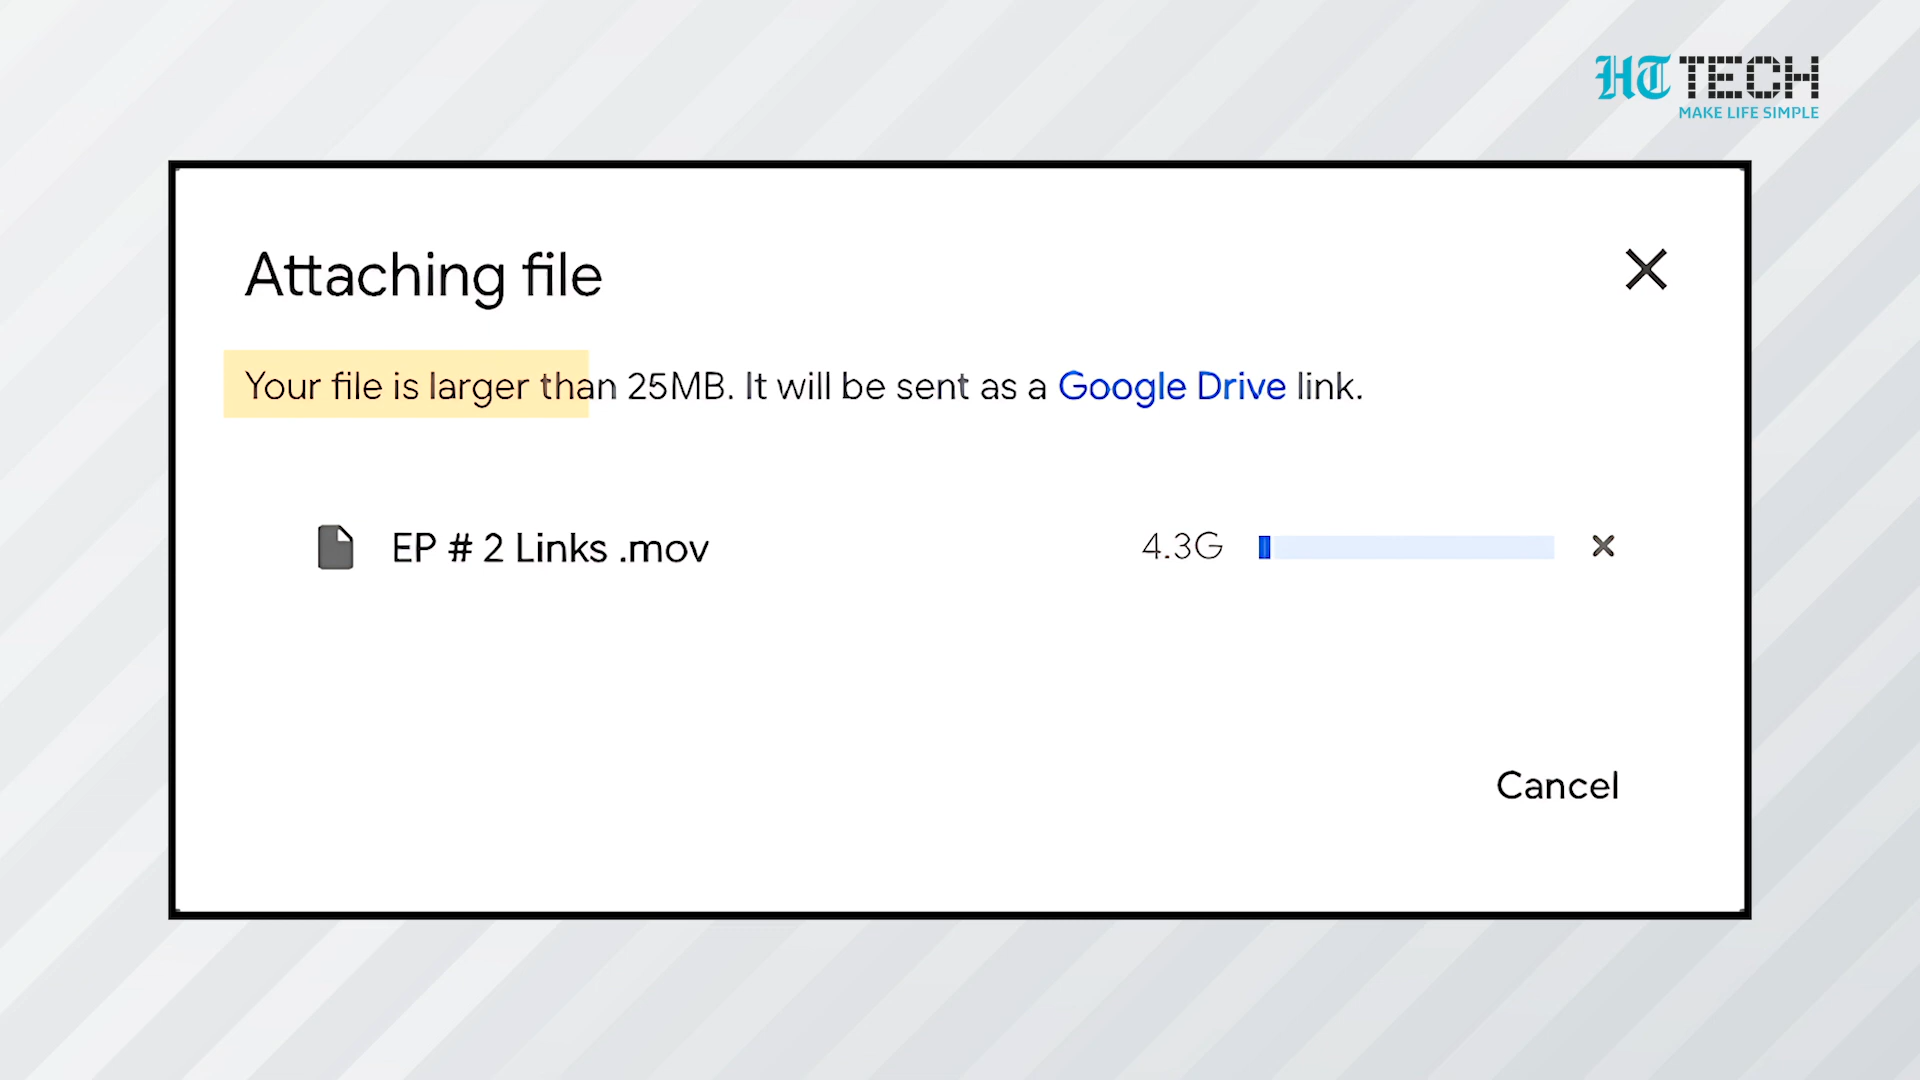 HT TECH
MAKE LIFE SIMPLE
Attaching file
Your file is larger than 25MB. It will be sent as a Google Drive link.
EP # 2 Links .mov 4.3G
Cancel